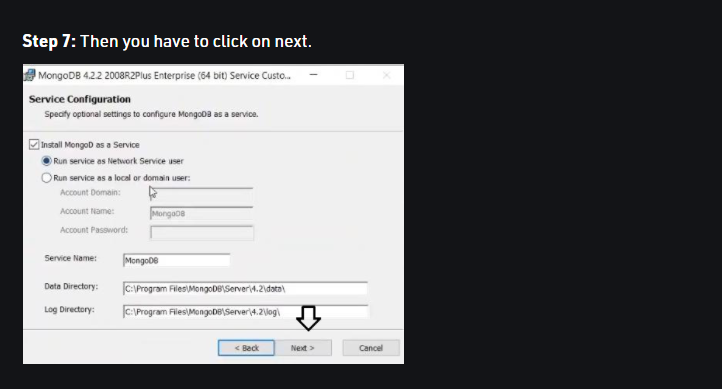 Step 7: Then you have to click on next.
MongoDB 4.2.2 2008R2Plus Enterprise (64 bit) Service Custo...
Service Configuration
Specify optional settings to configure MongoDB as a service.
Install MongoD as a Service
Run service as Network Service user
Run service as a local or domain user:
Account Domain:
Account Name: MongoDB
Account Password:
Service Name: MongoDB
Data Directory: C:\Program Files\MongoDB\Server\4.2\data\
Log Directory: C:\Program Files\MongoDB\Server\4.2\log\
< Back Next > Cancel